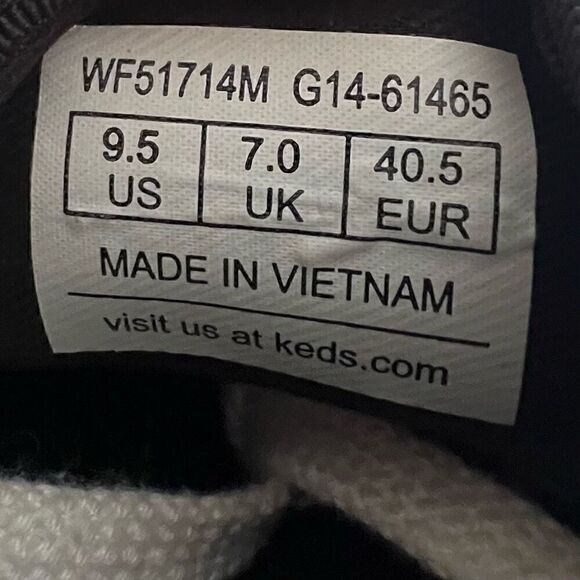 WF51714M G14-61465
9.5 7.0 40.5
US UK EUR
MADE IN VIETNAM
visit us at keds.com